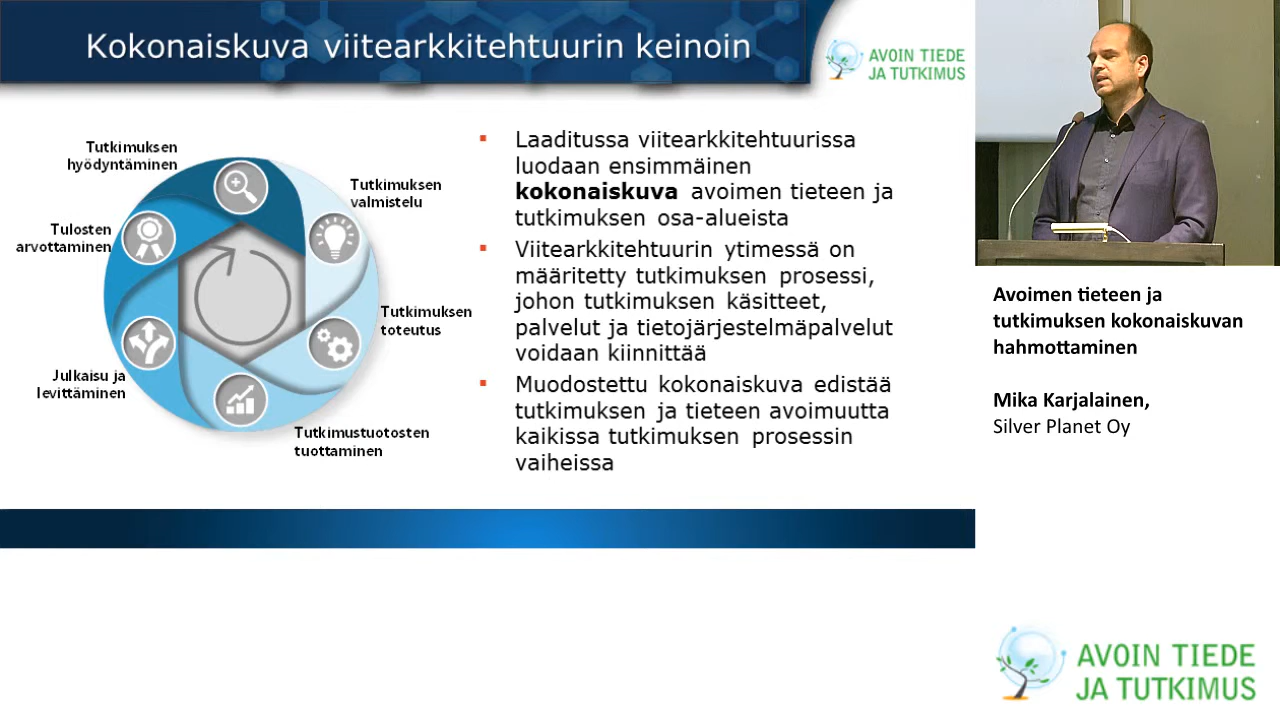 Kokonaiskuva viitearkkitehtuurin keinoin
AVOIN TIEDE
JA TUTKIMUS
Tutkimuksen
hyödyntäminen
Tutkimuksen
valmistelu
Tulosten
arvottaminen
Tutkimuksen
toteutus
Julkaisu ja
levittäminen
Tutkimustuotosten
tuottaminen
Laaditussa viitearkkitehtuurissa
luodaan ensimmäinen
kokonaiskuva avoimen tieteen ja
tutkimuksen osa-alueista
Viitearkkitehtuurin ytimessä on
määritetty tutkimuksen prosessi,
johon tutkimuksen käsitteet,
palvelut ja tietojärjestelmäpalvelut
voidaan kiinnittää
Muodostettu kokonaiskuva edistää
tutkimuksen ja tieteen avoimuutta
kaikissa tutkimuksen prosessin
vaiheissa
Avoimen tieteen ja
tutkimuksen kokonaiskuvan
hahmottaminen
Mika Karjalainen,
Silver Planet Oy
AVOIN TIEDE
JA TUTKIMUS